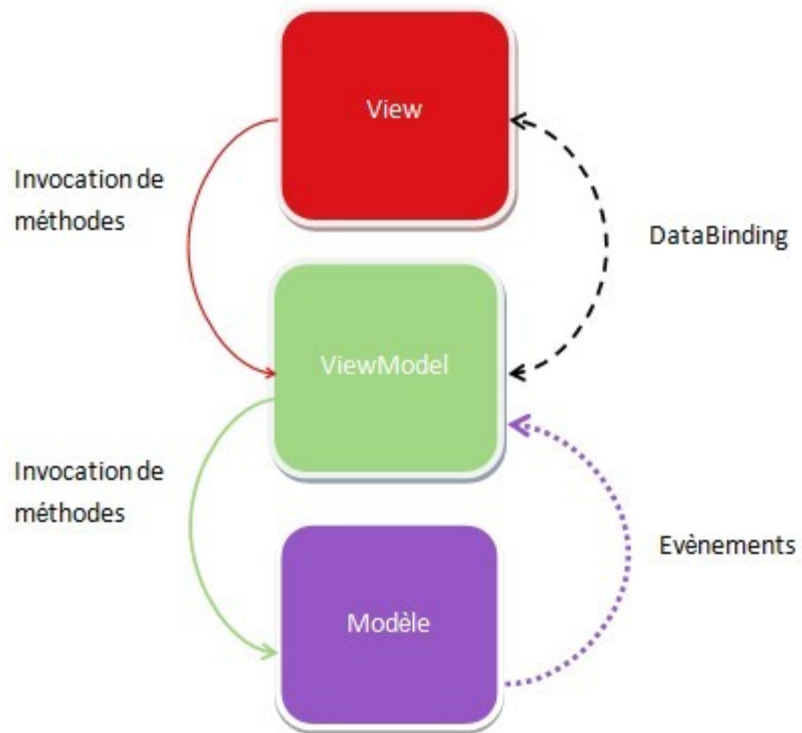 View
Invocation de
méthodes
DataBinding
ViewModel
Invocation de
méthodes
Evènements
Modèle